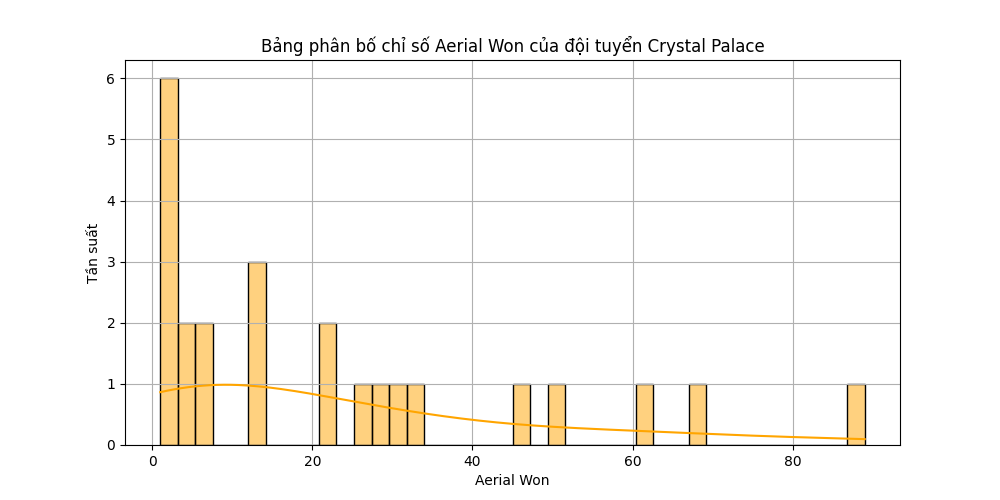 Bảng phân bố chỉ số Aerial Won của đội tuyển Crystal Palace
6
5
4
3
2
1
0
Tần suất
0 20 40 60 80
Aerial Won